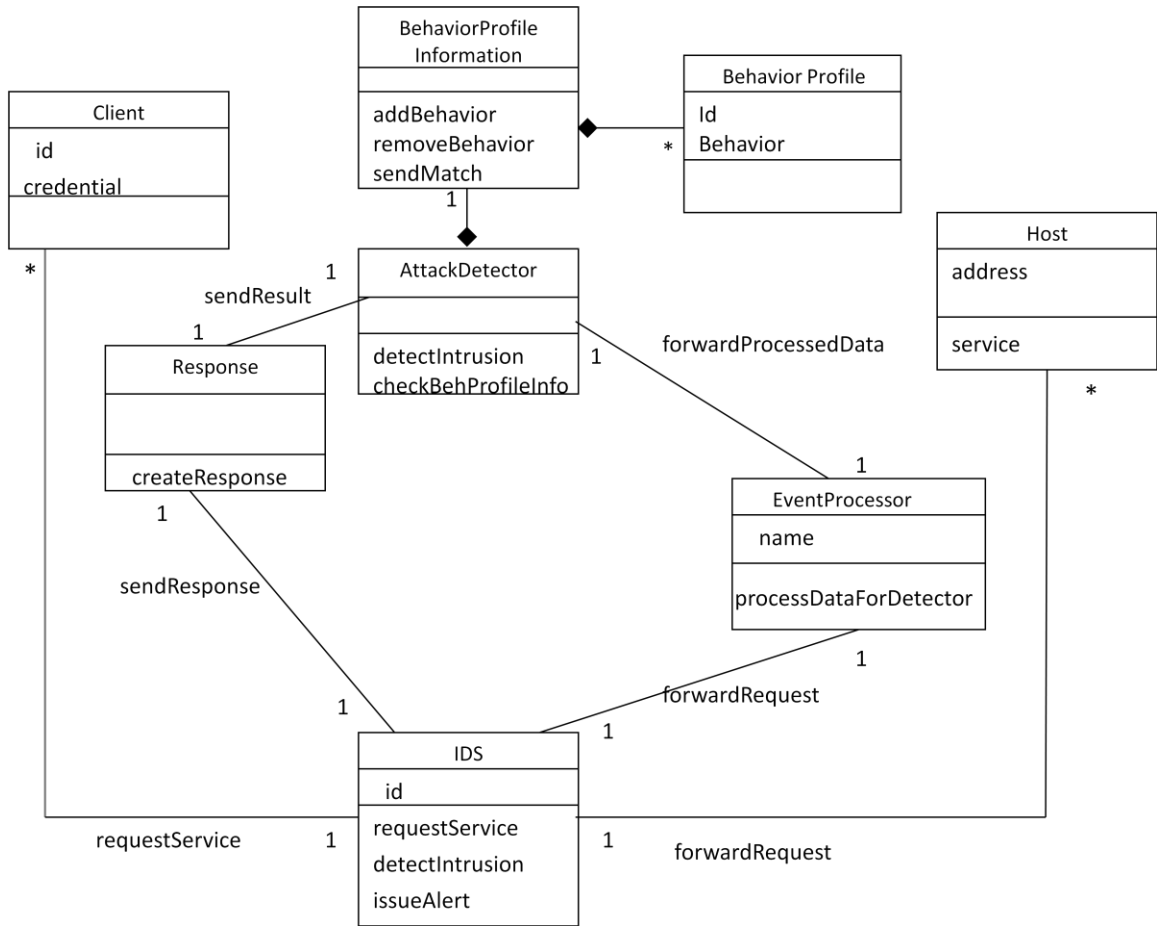 BehaviorProfile
Information
addBehavior
removeBehavior
sendMatch
1
Behavior Profile
Id
Behavior
*
Client
id
credential
*
Host
address
service
*
AttackDetector
detectIntrusion
checkBehProfileInfo
1
sendResult
1
1
forwardProcessedData
1
Response
createResponse
1
sendResponse
1
EventProcessor
name
processDataForDetector
1
forwardRequest
1
IDS
id
requestService
detectIntrusion
issueAlert
requestService
1
1
forwardRequest